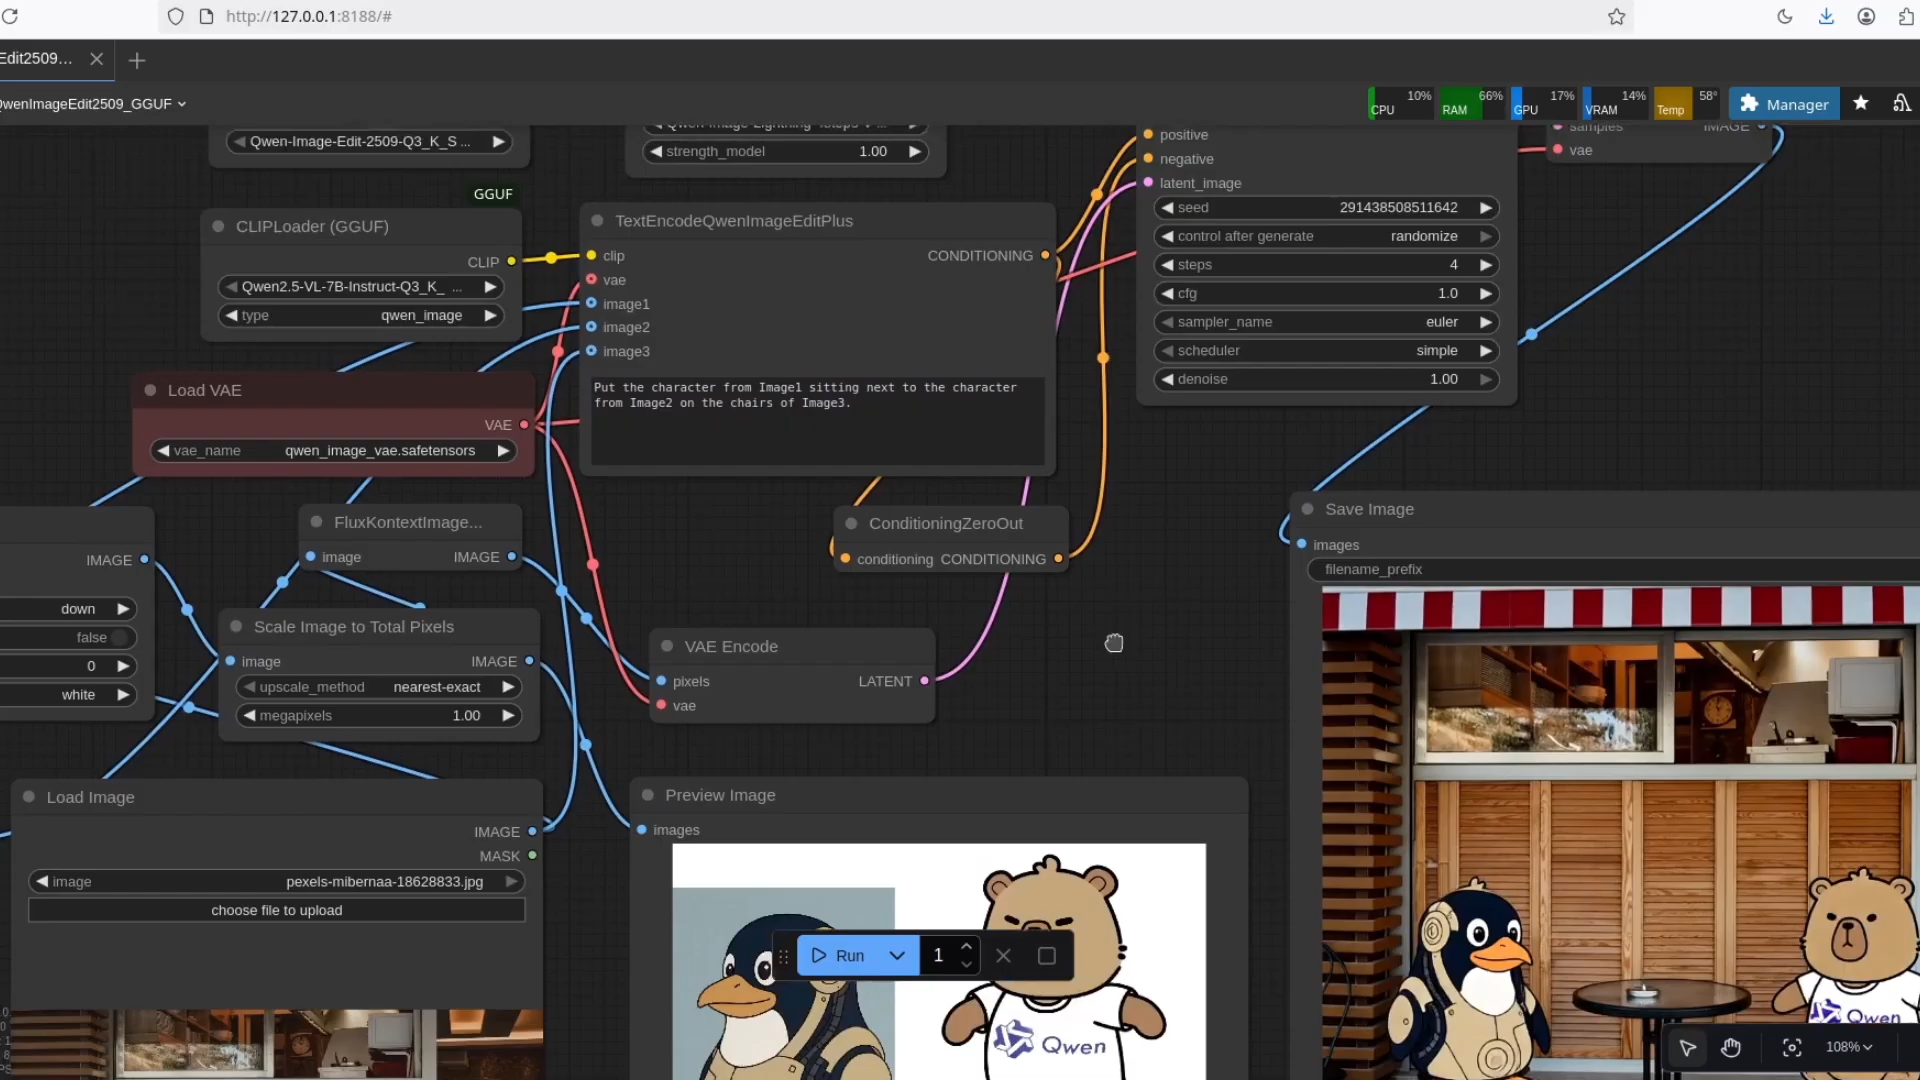 http://127.0.0.1:8188/#
Edit2509...
QwenImageEdit2509_GGUF
CPU 10%
RAM 66%
GPU 17%
VRAM 14%
Temp 58°
Manager
Qwen-Image-Edit-2509-Q3_K_S ...
strength_model 1.00
positive
negative
latent_image
samples IMAGE
vae
seed 291438508511642
control after generate randomize
steps 4
cfg 1.0
sampler_name euler
scheduler simple
denoise 1.00
GGUF
CLIPLoader (GGUF)
CLIP
Qwen2.5-VL-7B-Instruct-Q3_K_ ...
type qwen_image
TextEncodeQwenImageEditPlus
clip CONDITIONING
vae
image1
image2
image3
Put the character from Image1 sitting next to the character
from Image2 on the chairs of Image3.
Load VAE
VAE
vae_name qwen_image_vae.safetensors
IMAGE
down
false
0
white
FluxKontextImage...
image IMAGE
Scale Image to Total Pixels
image IMAGE
upscale_method nearest-exact
megapixels 1.00
ConditioningZeroOut
conditioning CONDITIONING
VAE Encode
pixels LATENT
vae
Save Image
images
filename_prefix
Load Image
IMAGE
MASK
image pexels-mibernaa-18628833.jpg
choose file to upload
Preview Image
images
Run 1
Qwen
Qwen
108%